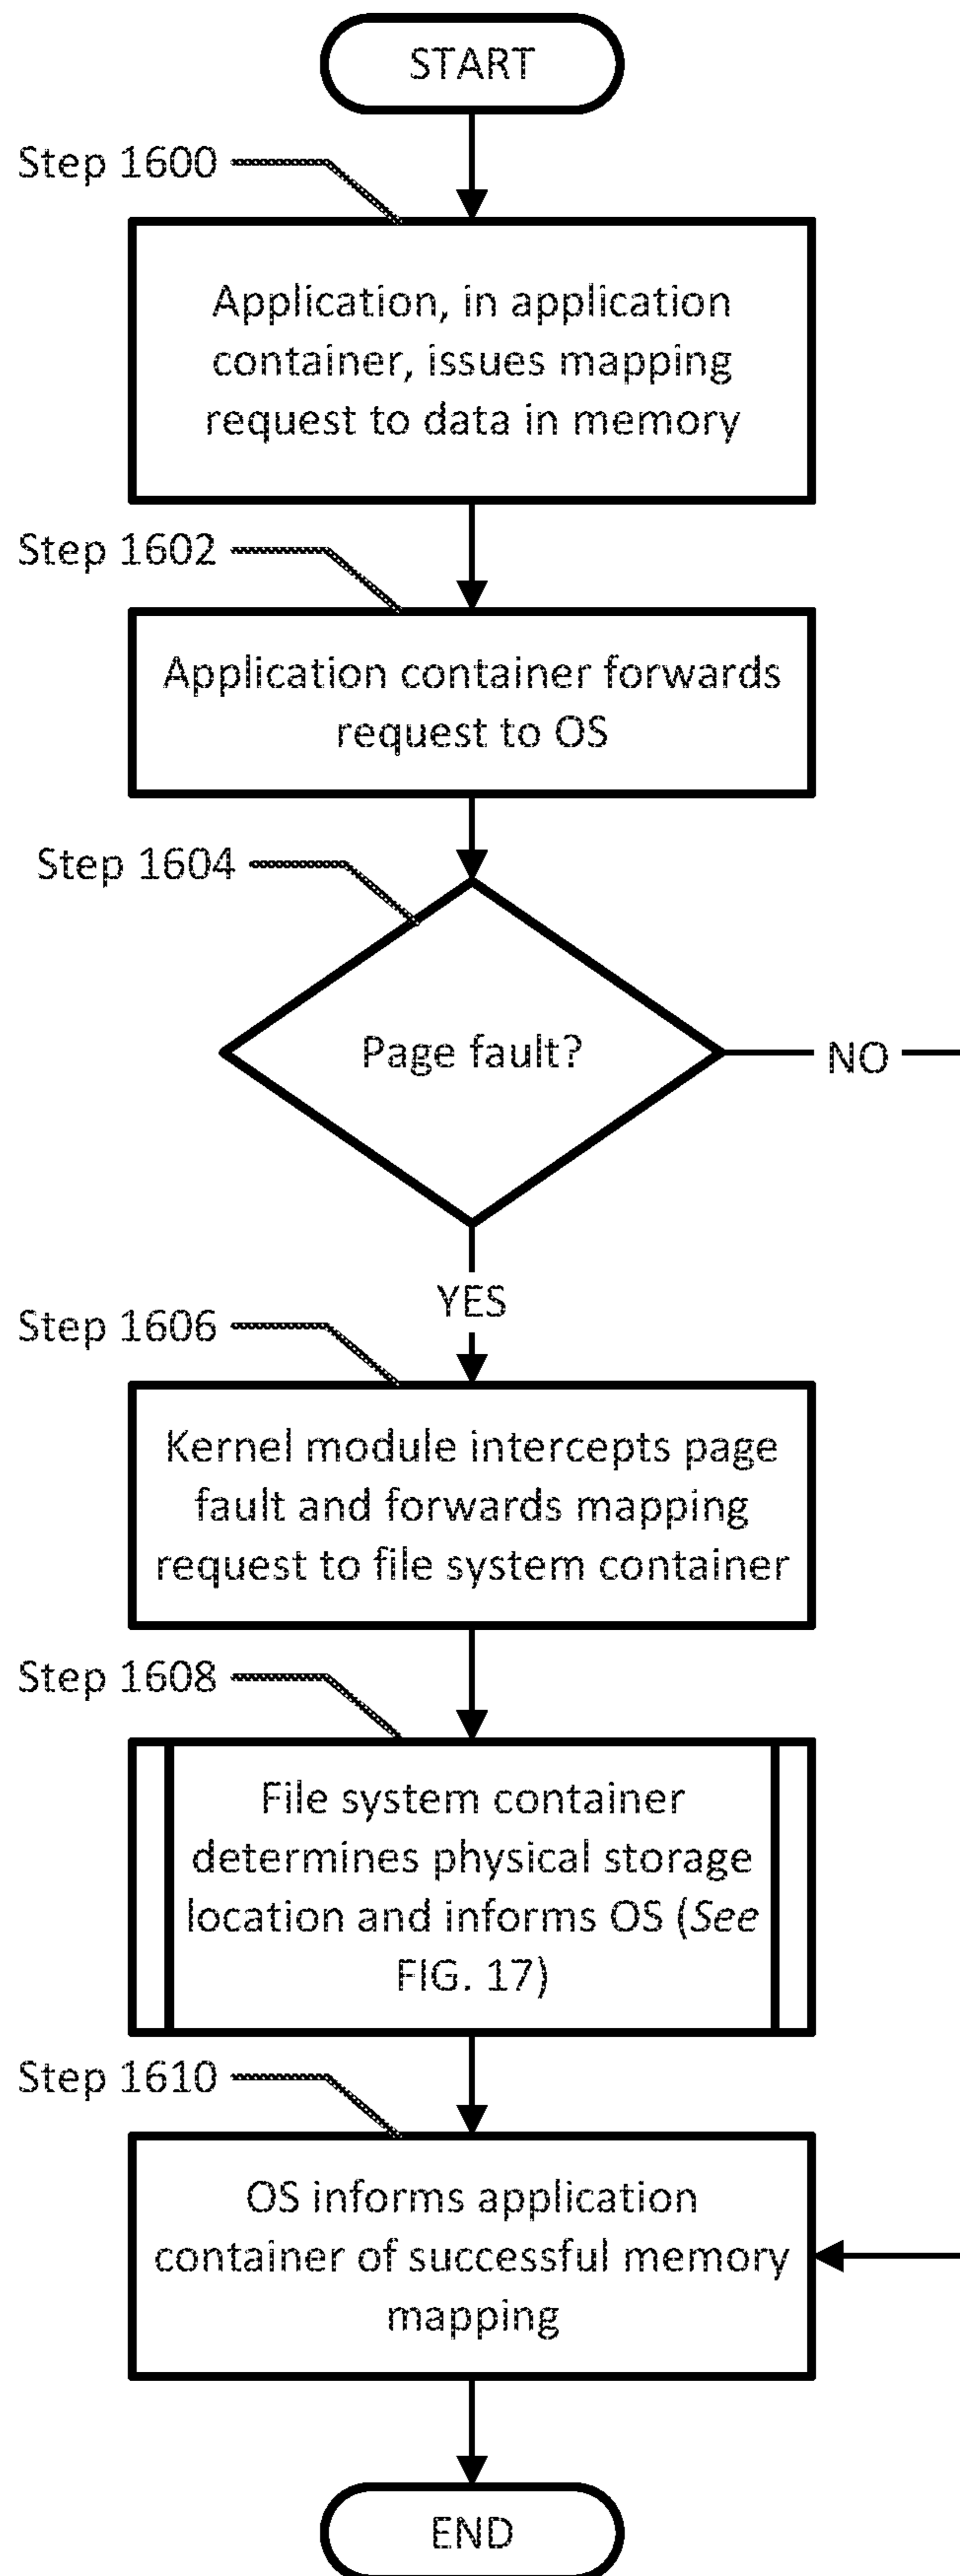 START
Step 1600
Application, in application
container, issues mapping
request to data in memory
Step 1602
Application container forwards
request to OS
Step 1604
Page fault?
NO
YES
Step 1606
Kernel module intercepts page
fault and forwards mapping
request to file system container
Step 1608
File system container
determines physical storage
location and informs OS (See
FIG. 17)
Step 1610
OS informs application
container of successful memory
mapping
END